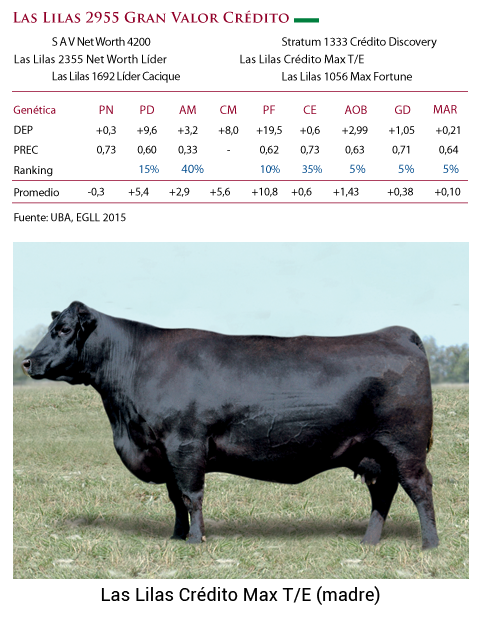 Las Lilas 2955 Gran Valor Crédito
S A V Net Worth 4200 Stratum 1333 Crédito Discovery
Las Lilas 2355 Net Worth Líder Las Lilas Crédito Max T/E
Las Lilas 1692 Líder Cacique Las Lilas 1056 Max Fortune
Genética PN PD AM CM PF CE AOB GD MAR
DEP +0,3 +9,6 +3,2 +8,0 +19,5 +0,6 +2,99 +1,05 +0,21
PREC 0,73 0,60 0,33 - 0,62 0,73 0,63 0,71 0,64
Ranking 15% 40% 10% 35% 5% 5% 5%
Promedio -0,3 +5,4 +2,9 +5,6 +10,8 +0,6 +1,43 +0,38 +0,10
Fuente: UBA, EGLL 2015
Las Lilas Crédito Max T/E (madre)